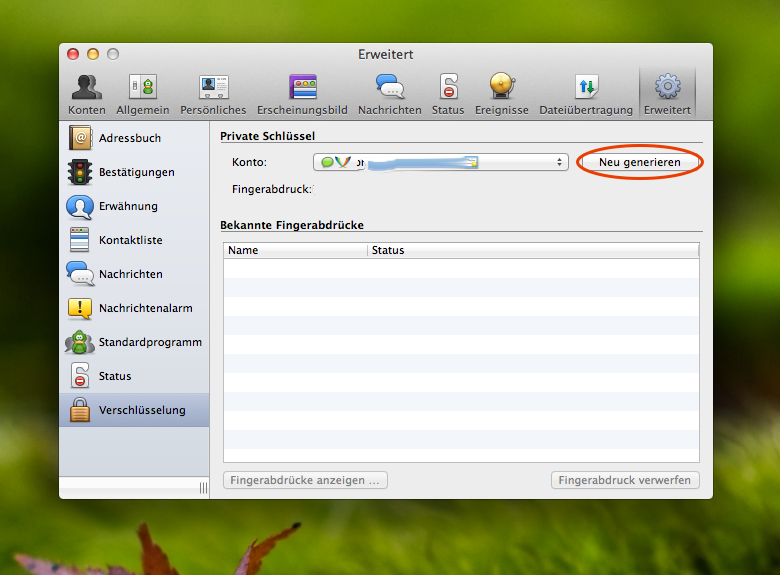 Erweitert
Konten Allgemein Persönliches Erscheinungsbild Nachrichten Status Ereignisse Dateiübertragung Erweitert
Adressbuch
Bestätigungen
Erwähnung
Kontaktliste
Nachrichten
Nachrichtenalarm
Standardprogramm
Status
Verschlüsselung
Private Schlüssel
Konto: Neu generieren
Fingerabdruck:
Bekannte Fingerabdrücke
Name Status
Fingerabdrücke anzeigen ... Fingerabdruck verwerfen